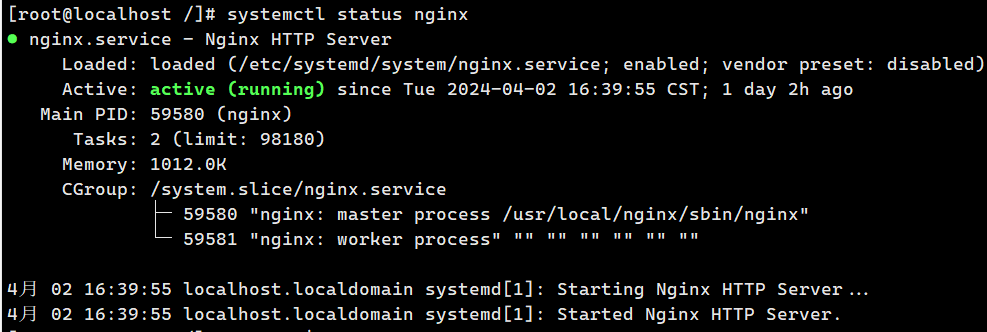 [root@localhost /]# systemctl status nginx
● nginx.service - Nginx HTTP Server
Loaded: loaded (/etc/systemd/system/nginx.service; enabled; vendor preset: disabled)
Active: active (running) since Tue 2024-04-02 16:39:55 CST; 1 day 2h ago
Main PID: 59580 (nginx)
Tasks: 2 (limit: 98180)
Memory: 1012.0K
CGroup: /system.slice/nginx.service
├─ 59580 "nginx: master process /usr/local/nginx/sbin/nginx"
└─ 59581 "nginx: worker process" "" "" "" "" "" ""
4月 02 16:39:55 localhost.localdomain systemd[1]: Starting Nginx HTTP Server...
4月 02 16:39:55 localhost.localdomain systemd[1]: Started Nginx HTTP Server.